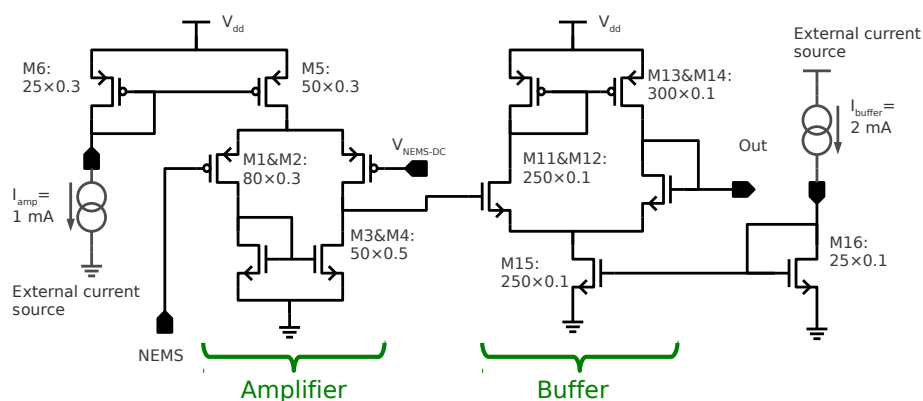 V_dd
V_dd
External current
source
M6:
25×0.3
M5:
50×0.3
M13&M14:
300×0.1
I_buffer=
2 mA
V_NEMS-DC
Out
M1&M2:
80×0.3
M11&M12:
250×0.1
I_amp=
1 mA
M3&M4:
50×0.5
M15:
250×0.1
M16:
25×0.1
External current
source
NEMS
Amplifier
Buffer